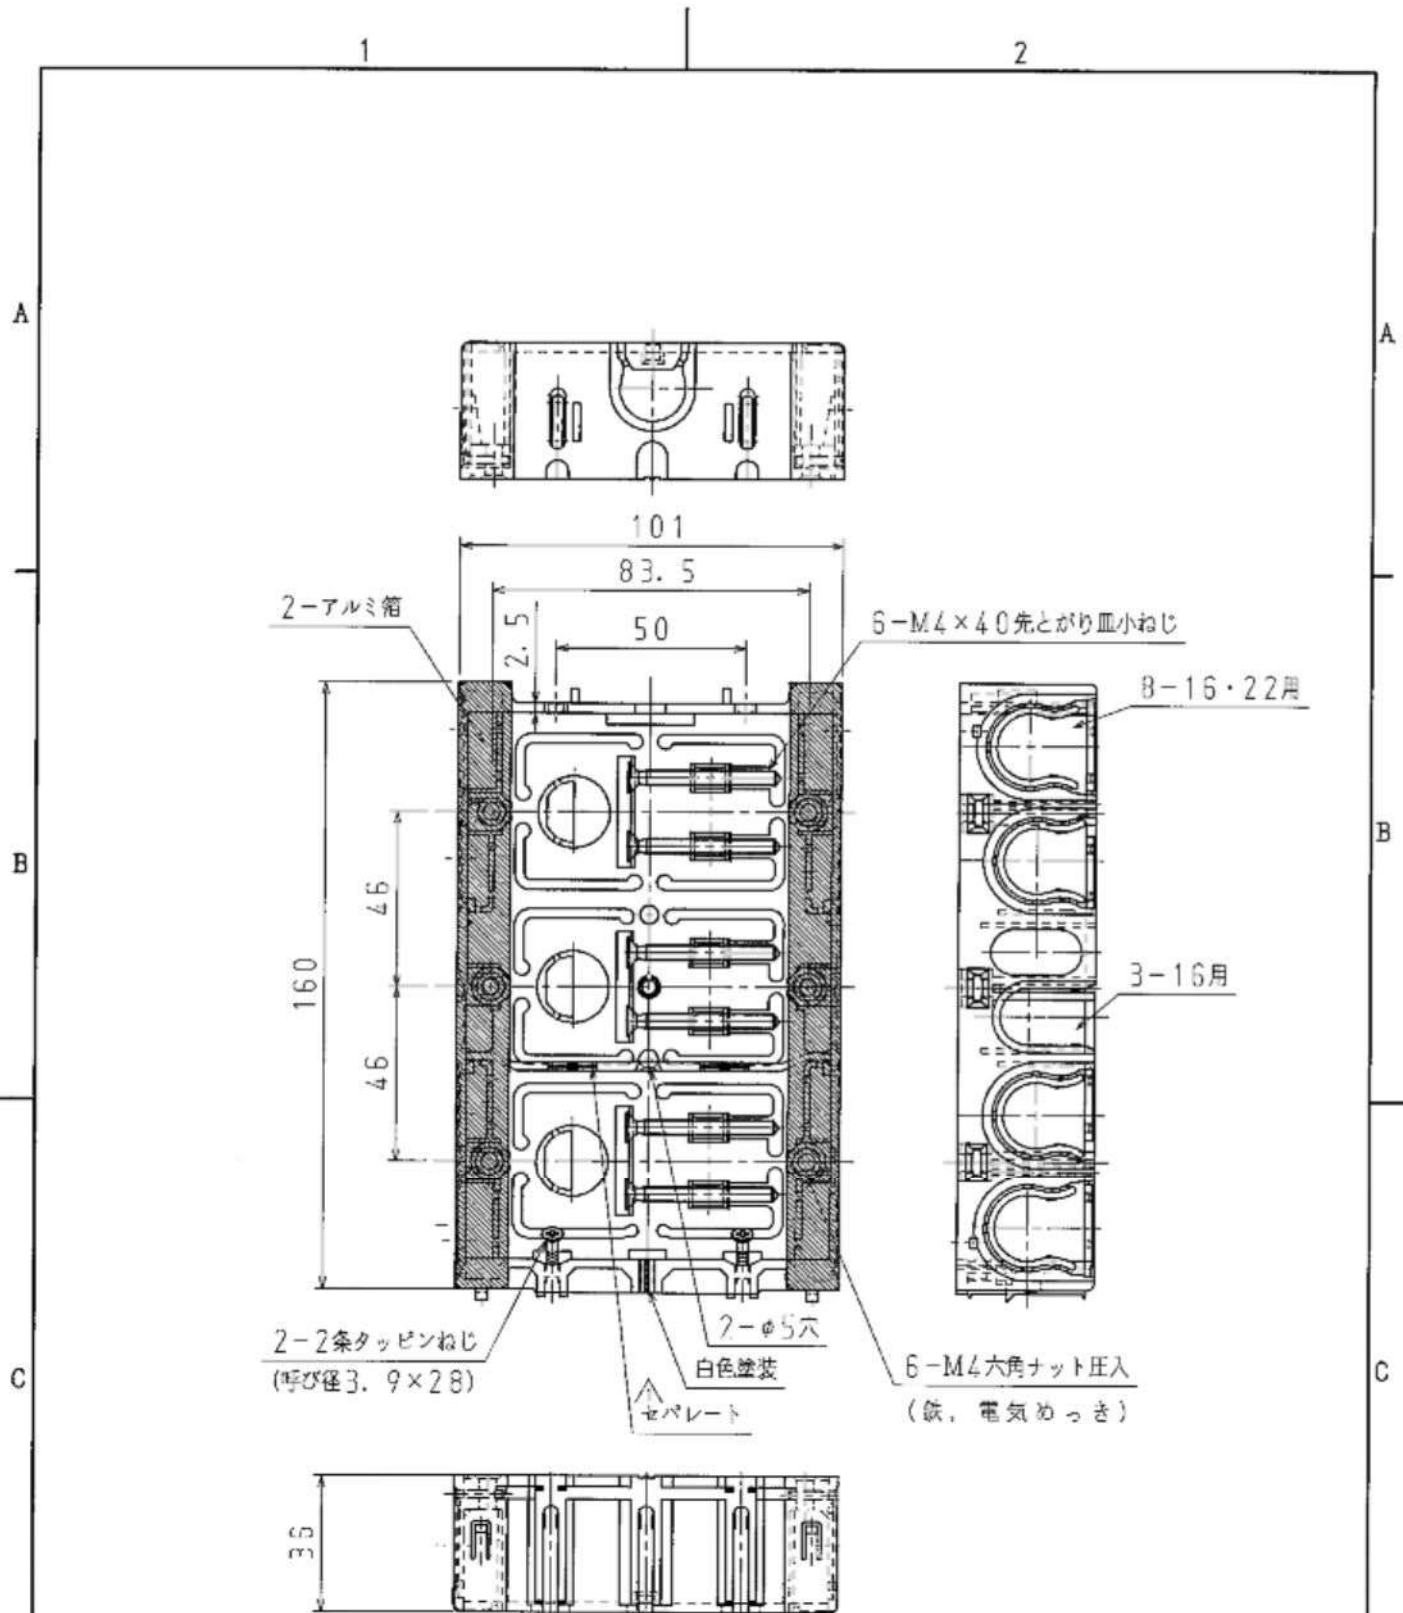 1
2
A
A
101
83.5
2-アルミ箔
2.5
50
6-M4×40先とがり皿小ねじ
8-16・22用
B
B
46
160
3-16用
46
2-2条タッピンねじ
(呼び径3.9×28)
2-φ5穴
白色塗装
セパレート
6-M4六角ナット圧入
(鉄，電気めっき)
C
C
36